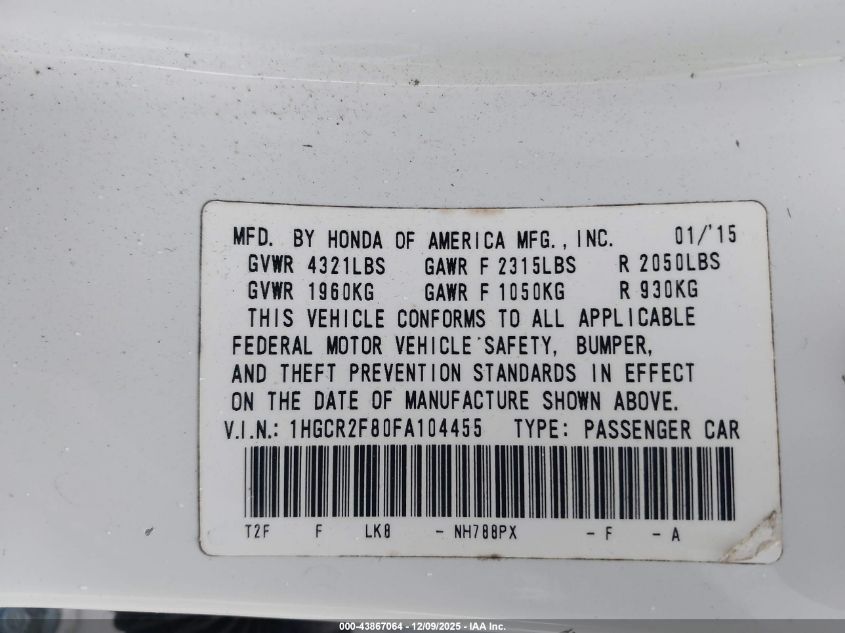 MFD. BY HONDA OF AMERICA MFG., INC. 01/'15
GVWR 4321LBS GAWR F 2315LBS R 2050LBS
GVWR 1960KG GAWR F 1050KG R 930KG
THIS VEHICLE CONFORMS TO ALL APPLICABLE
FEDERAL MOTOR VEHICLE SAFETY, BUMPER,
AND THEFT PREVENTION STANDARDS IN EFFECT
ON THE DATE OF MANUFACTURE SHOWN ABOVE.
V.I.N.: 1HGCR2F80FA104455 TYPE: PASSENGER CAR
T2F F LK8 - NH788PX - F - A
000-43867064 - 12/09/2025 - IAA Inc.